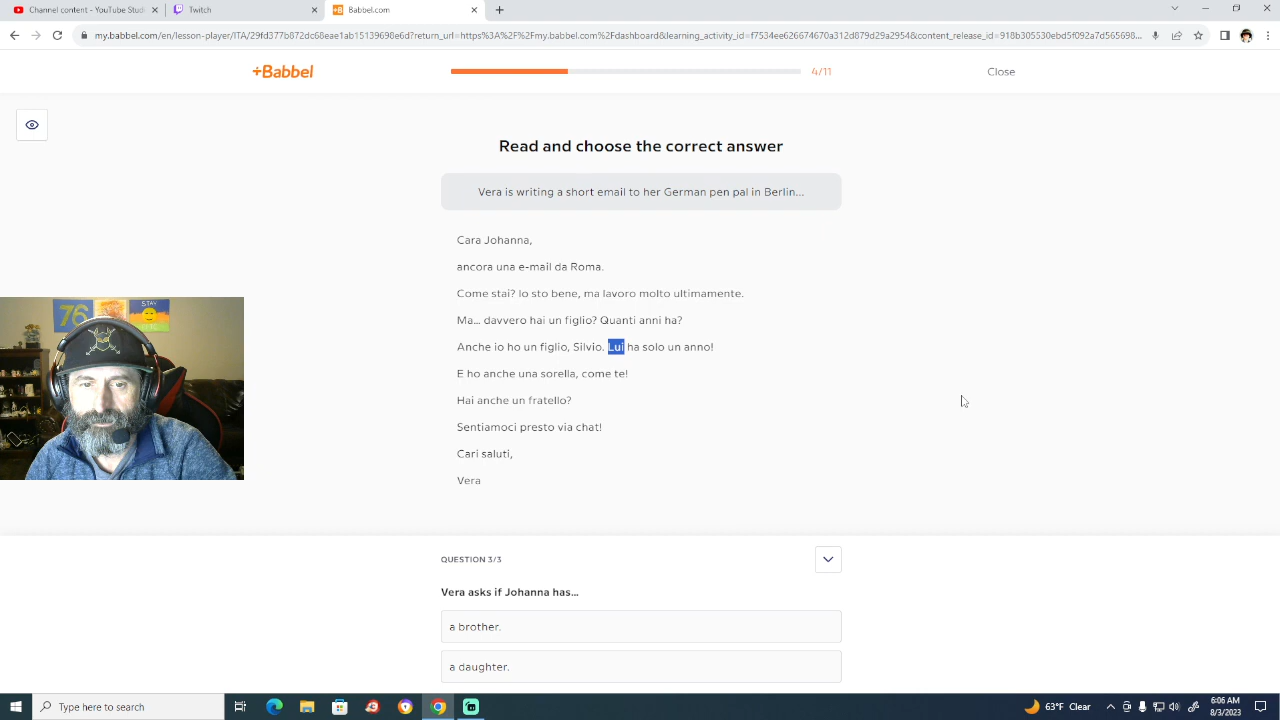 Channel content - YouTube Stud
Twitch
Babbel.com
my.babbel.com/en/lesson-player/ITA/29fd377b872dc68eae1ab15139698e6d?return_url=https%3A%2F%2Fmy.babbel.com%2Fdashboard&learning_activity_id=f7534ee626674670a312d879d29a2954&content_release_id=918b305530ebd5f092a7d565698...
+Babbel
4/11
Close
Read and choose the correct answer
Vera is writing a short email to her German pen pal in Berlin...
Cara Johanna,
ancora una e-mail da Roma.
Come stai? Io sto bene, ma lavoro molto ultimamente.
Ma... davvero hai un figlio? Quanti anni ha?
Anche io ho un figlio, Silvio. Lui ha solo un anno!
E ho anche una sorella, come te!
Hai anche un fratello?
Sentiamoci presto via chat!
Cari saluti,
Vera
76
STAY
QUESTION 3/3
Vera asks if Johanna has...
a brother.
a daughter.
Type here to search
63°F Clear
6:06 AM
8/3/2023